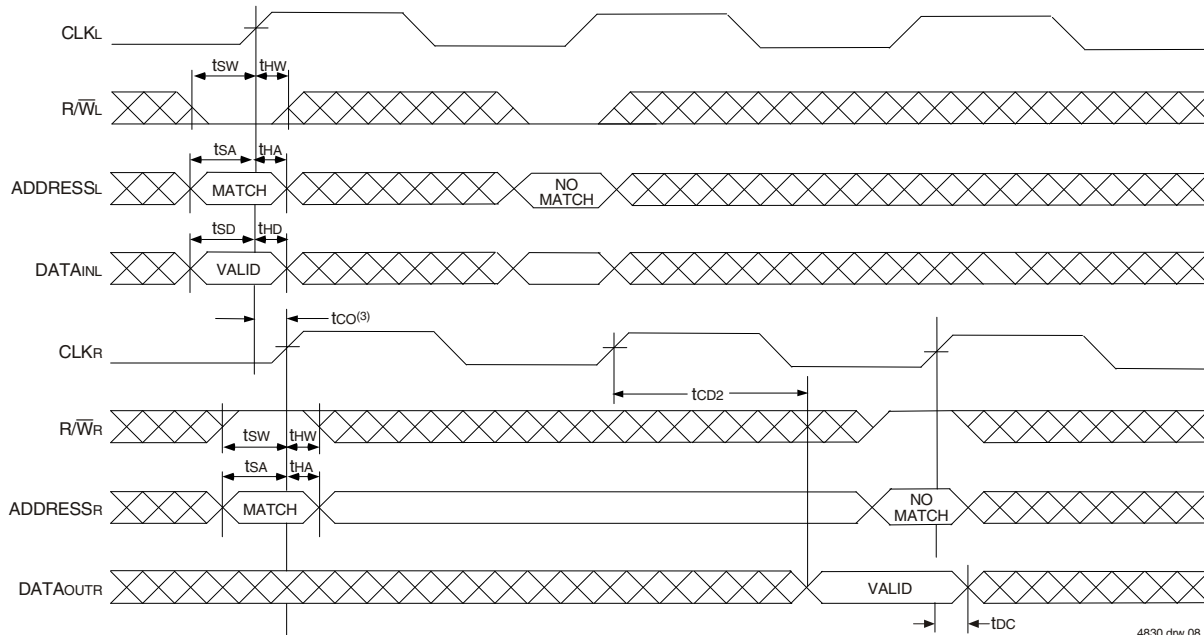 CLKL
tSW tHW
R/W̅L
tSA tHA
ADDRESSL MATCH NO MATCH
tSD tHD
DATAINL VALID
tCO(3)
CLKR
tCD2
R/W̅R
tSW tHW
tSA tHA
ADDRESSR MATCH NO MATCH
DATAOUTR VALID
tDC
4830 drw 08